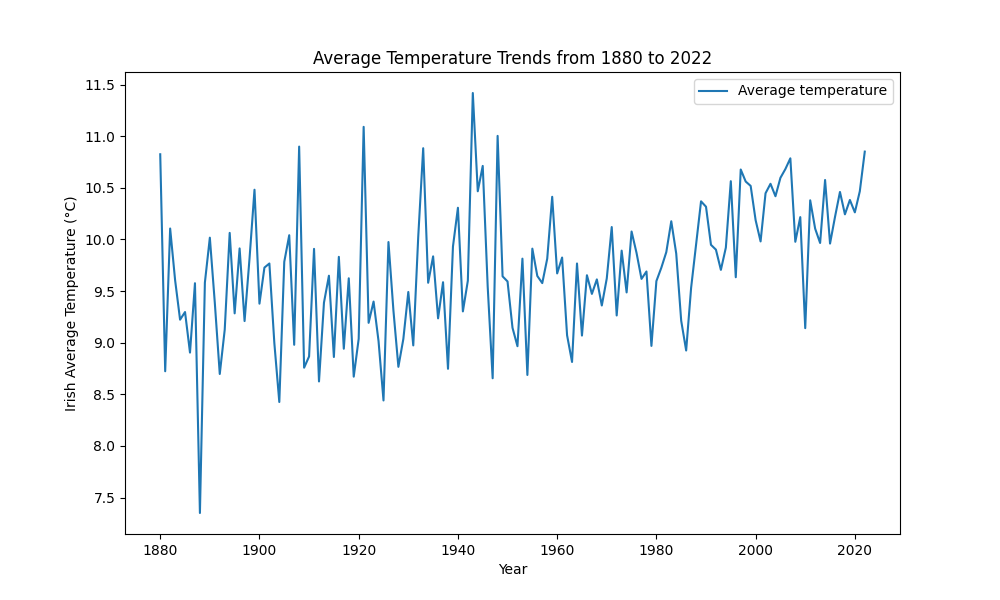 Average Temperature Trends from 1880 to 2022
Average temperature
Irish Average Temperature (°C)
11.5
11.0
10.5
10.0
9.5
9.0
8.5
8.0
7.5
1880 1900 1920 1940 1960 1980 2000 2020
Year